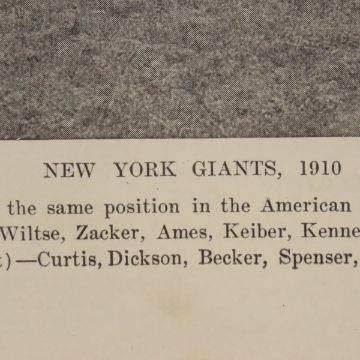 NEW YORK GIANTS, 1910
the same position in the American
Wiltse, Zacker, Ames, Keiber, Kenne
)—Curtis, Dickson, Becker, Spenser,